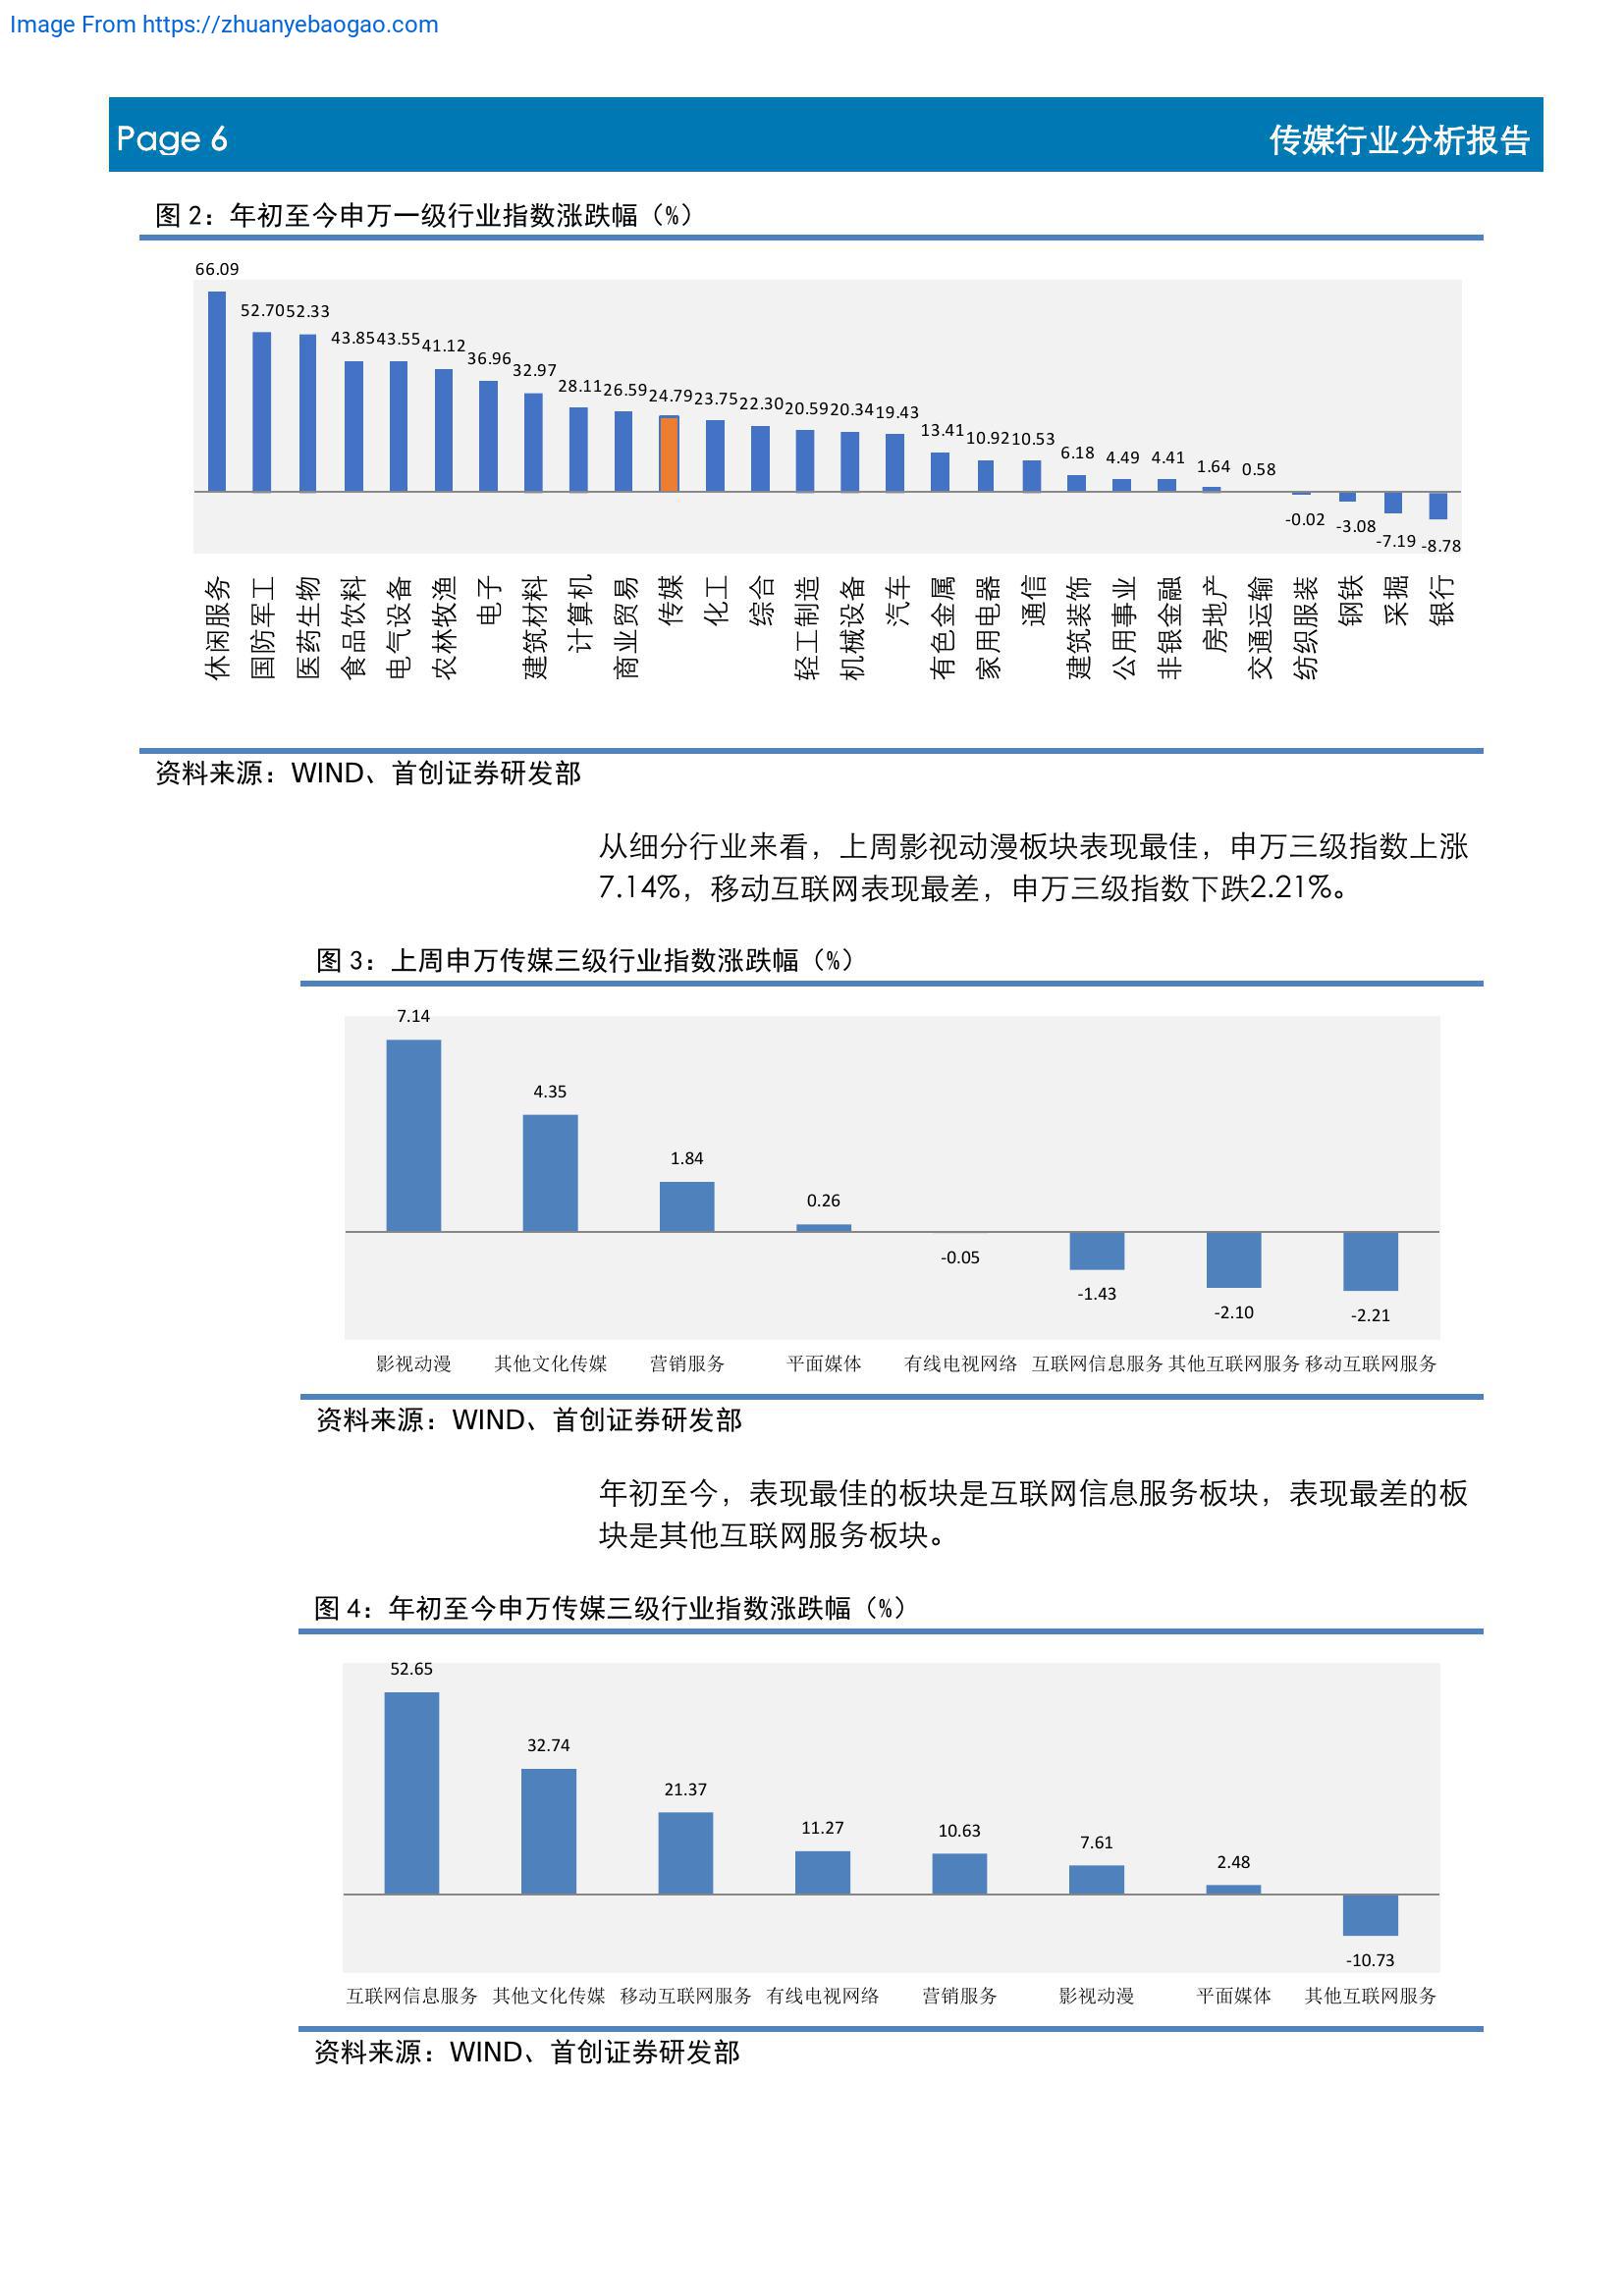 Image From https://zhuanyebaogao.com
Page 6
传媒行业分析报告
图 2：年初至今申万一级行业指数涨跌幅（%）
66.09
52.70 52.33
43.85 43.55 41.12
36.96
32.97
28.11 26.59 24.79 23.75 22.30 20.59 20.34 19.43
13.41 10.92 10.53
6.18 4.49 4.41 1.64 0.58
-0.02 -3.08 -7.19 -8.78
休闲服务
国防军工
医药生物
食品饮料
电气设备
农林牧渔
电子
建筑材料
计算机
商业贸易
传媒
化工
综合
轻工制造
机械设备
汽车
有色金属
家用电器
通信
建筑装饰
公用事业
非银金融
房地产
交通运输
纺织服装
钢铁
采掘
银行
资料来源：WIND、首创证券研发部
从细分行业来看，上周影视动漫板块表现最佳，申万三级指数上涨
7.14%，移动互联网表现最差，申万三级指数下跌2.21%。
图 3：上周申万传媒三级行业指数涨跌幅（%）
7.14
4.35
1.84
0.26
-0.05
-1.43
-2.10
-2.21
影视动漫 其他文化传媒 营销服务 平面媒体 有线电视网络 互联网信息服务 其他互联网服务 移动互联网服务
资料来源：WIND、首创证券研发部
年初至今，表现最佳的板块是互联网信息服务板块，表现最差的板
块是其他互联网服务板块。
图 4：年初至今申万传媒三级行业指数涨跌幅（%）
52.65
32.74
21.37
11.27
10.63
7.61
2.48
-10.73
互联网信息服务 其他文化传媒 移动互联网服务 有线电视网络 营销服务 影视动漫 平面媒体 其他互联网服务
资料来源：WIND、首创证券研发部